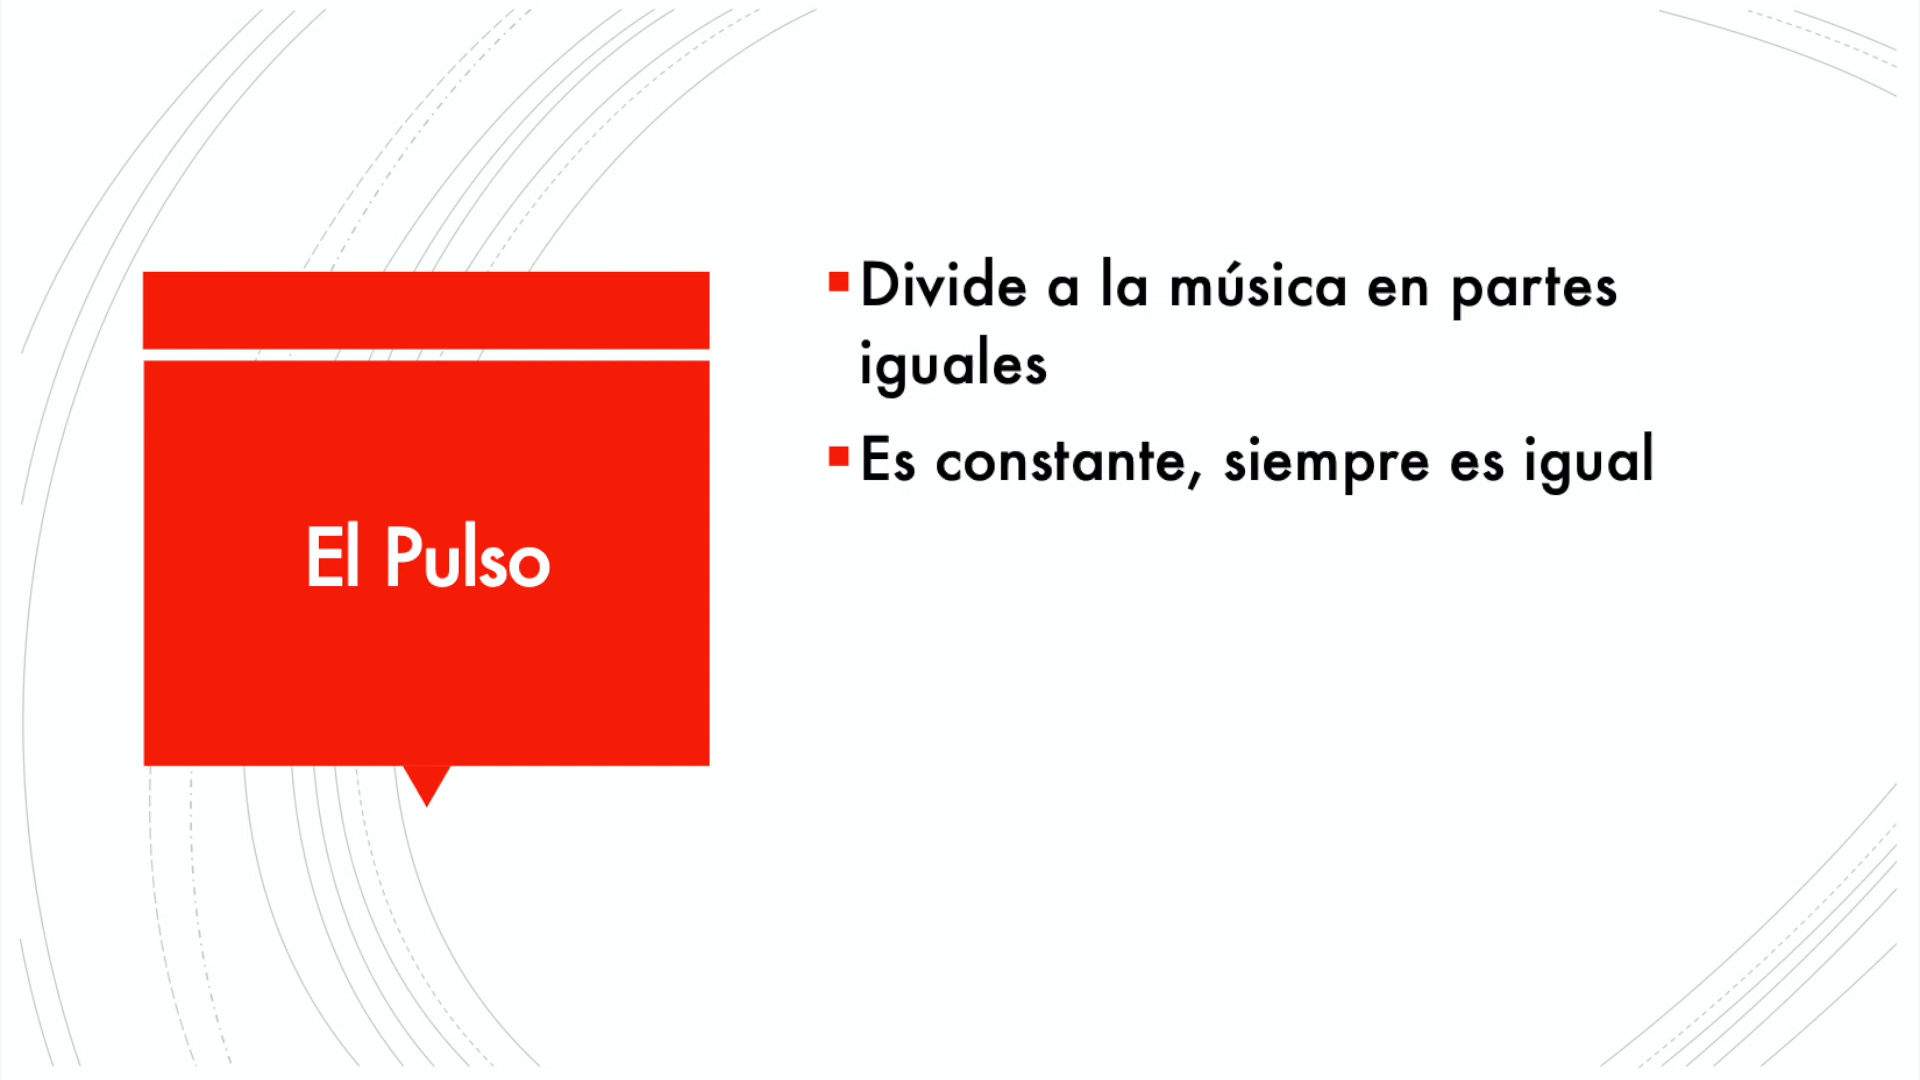 El Pulso
Divide a la música en partes
iguales
Es constante, siempre es igual